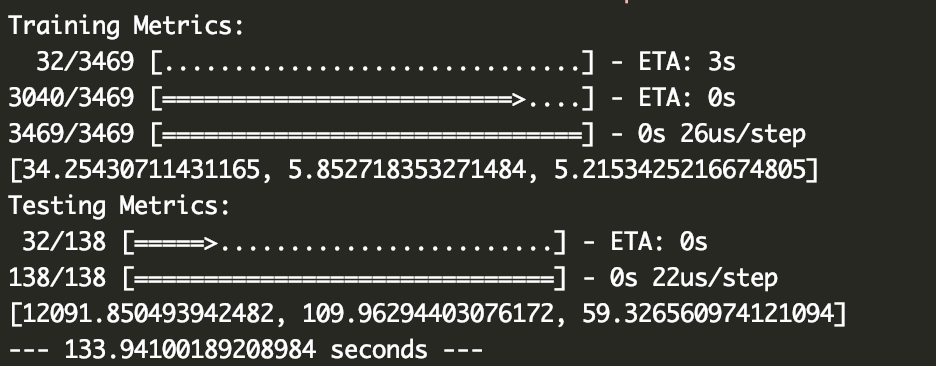 Training Metrics:
32/3469 [..............................] - ETA: 3s
3040/3469 [=========================>....] - ETA: 0s
3469/3469 [==============================] - 0s 26us/step
[34.25430711431165, 5.852718353271484, 5.2153425216674805]
Testing Metrics:
32/138 [=====>........................] - ETA: 0s
138/138 [==============================] - 0s 22us/step
[12091.850493942482, 109.96294403076172, 59.326560974121094]
--- 133.94100189208984 seconds ---